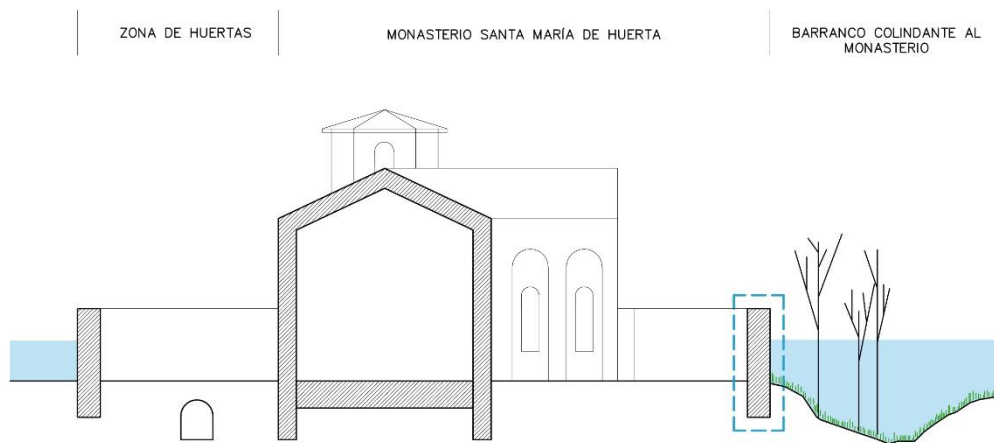 ZONA DE HUERTAS
MONASTERIO SANTA MARÍA DE HUERTA
BARRANCO COLINDANTE AL
MONASTERIO